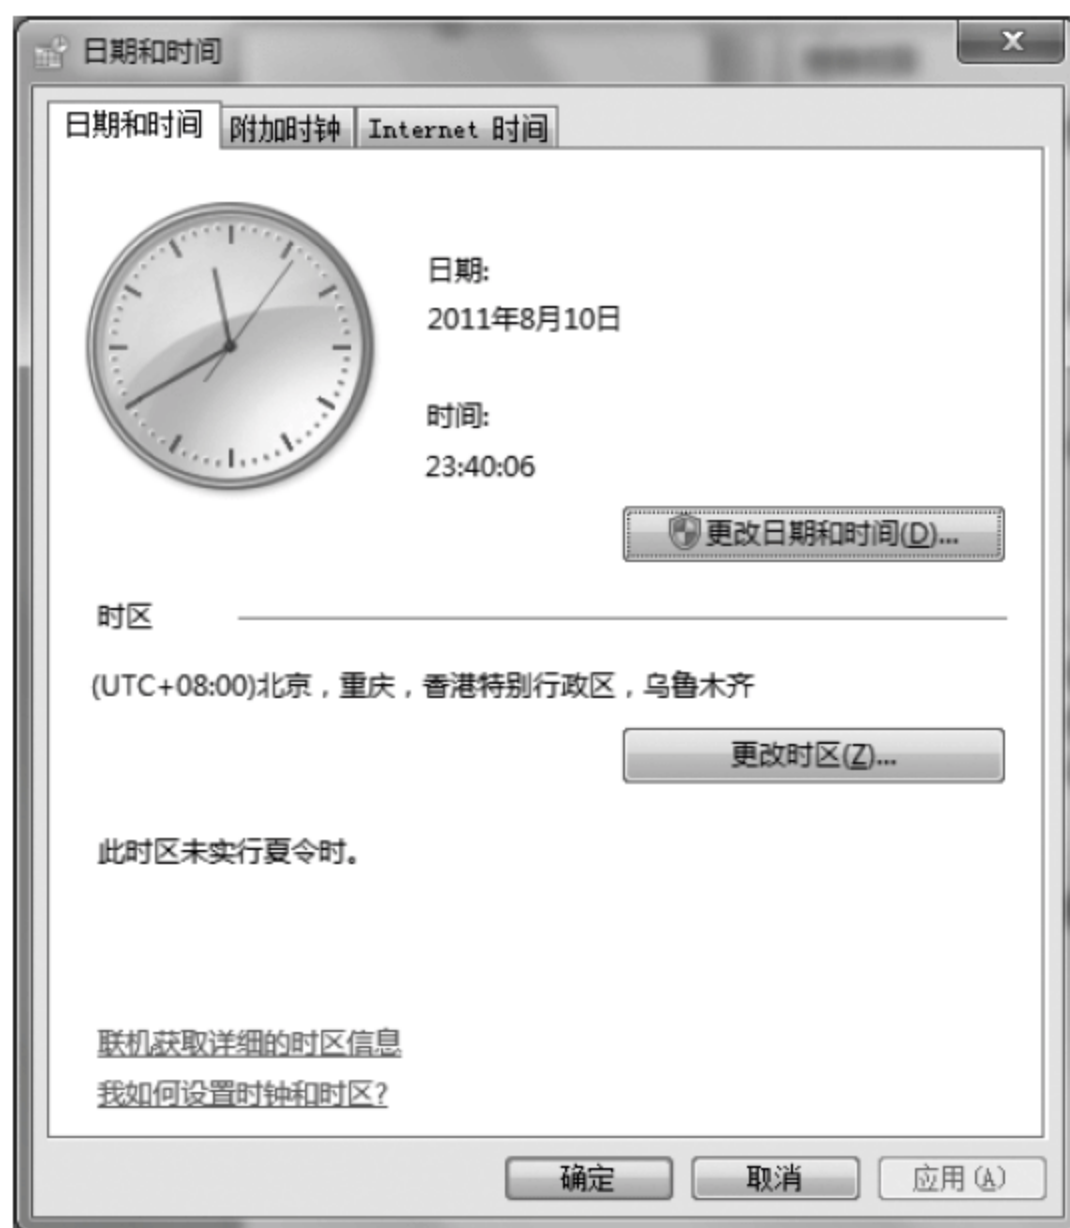 日期和时间
日期和时间 附加时钟 Internet 时间
日期:
2011年8月10日
时间:
23:40:06
更改日期和时间(D)...
时区
(UTC+08:00)北京，重庆，香港特别行政区，乌鲁木齐
更改时区(Z)...
此时区未实行夏令时。
联机获取详细的时区信息
我如何设置时钟和时区?
确定 取消 应用(A)